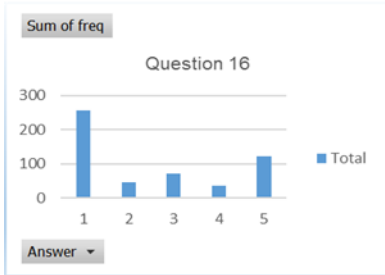 Sum of freq
Question 16
300
200
100
0
Total
1 2 3 4 5
Answer